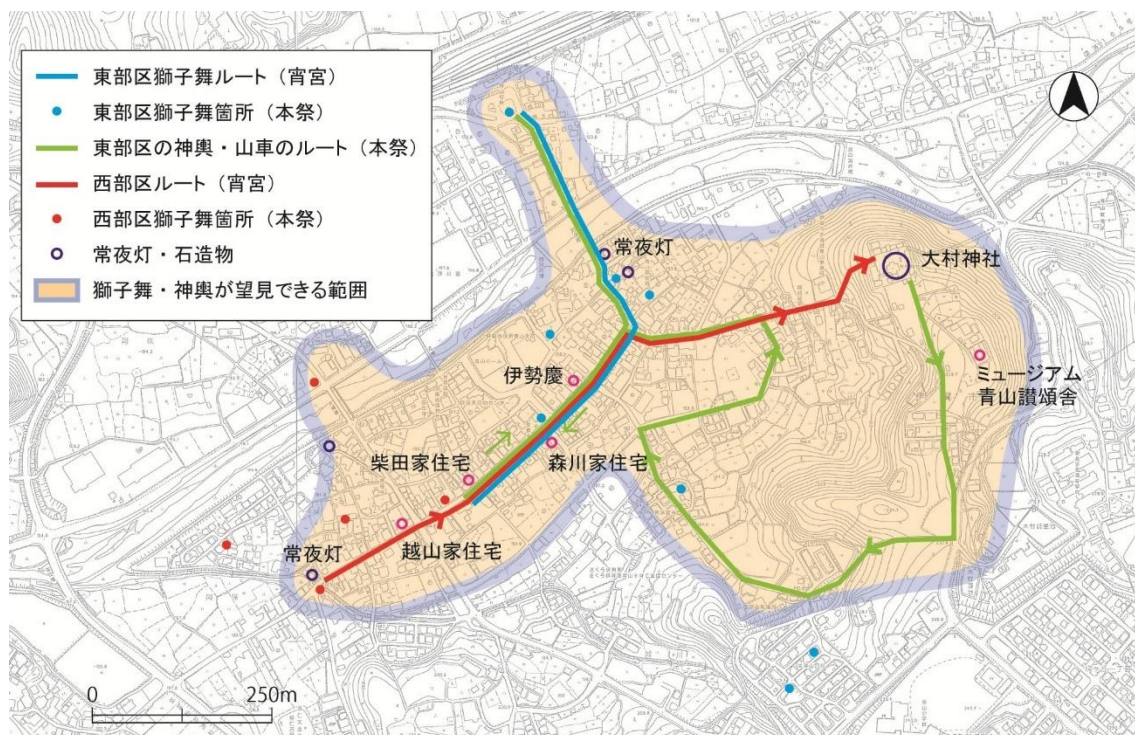 東部区獅子舞ルート（宵宮）
東部区獅子舞箇所（本祭）
東部区の神輿・山車のルート（本祭）
西部区ルート（宵宮）
西部区獅子舞箇所（本祭）
常夜灯・石造物
獅子舞・神輿が望見できる範囲
常夜灯
大村神社
伊勢慶
ミュージアム
青山讃頌舎
柴田家住宅
森川家住宅
常夜灯
越山家住宅
0
250m